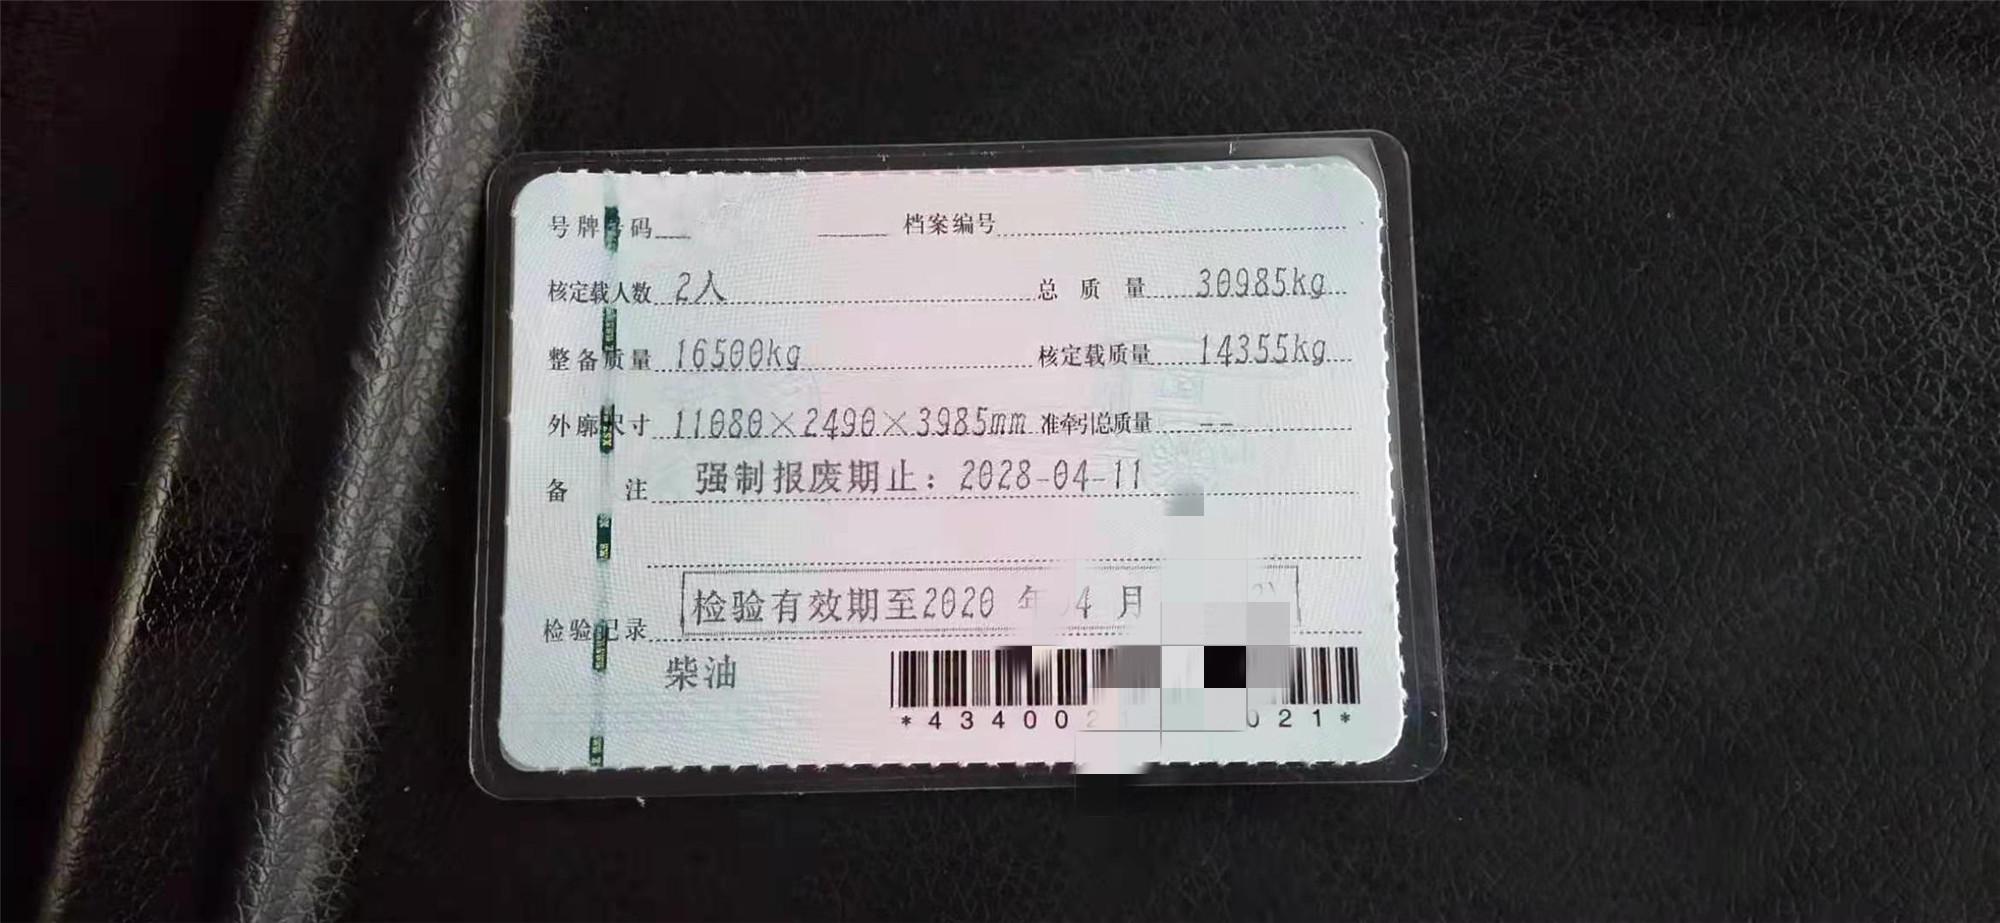 号牌号码 档案编号
核定载人数 2人 总质量 30985kg
整备质量 16500kg 核定载质量 14355kg
外廓尺寸 11080×2490×3985mm 准牵引总质量 --
备注 强制报废期止：2028-04-11
检验记录 检验有效期至2020 年 4 月
柴油
*43400 021*